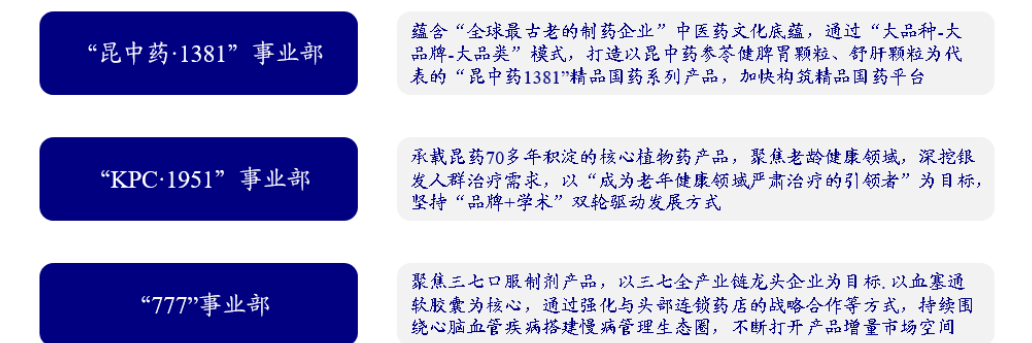 “昆中药·1381”事业部
蕴含“全球最古老的制药企业”中医药文化底蕴，通过“大品种-大
品牌-大品类”模式，打造以昆中药参苓健脾胃颗粒、舒肝颗粒为代
表的“昆中药1381”精品国药系列产品，加快构筑精品国药平台
“KPC·1951”事业部
承载昆药70多年积淀的核心植物药产品，聚焦老龄健康领域，深挖银
发人群治疗需求，以“成为老年健康领域严肃治疗的引领者”为目标，
坚持“品牌+学术”双轮驱动发展方式
“777”事业部
聚焦三七口服制剂产品，以三七全产业链龙头企业为目标.以血塞通
软胶囊为核心，通过强化与头部连锁药店的战略合作等方式，持续围
绕心脑血管疾病搭建慢病管理生态圈，不断打开产品增量市场空间